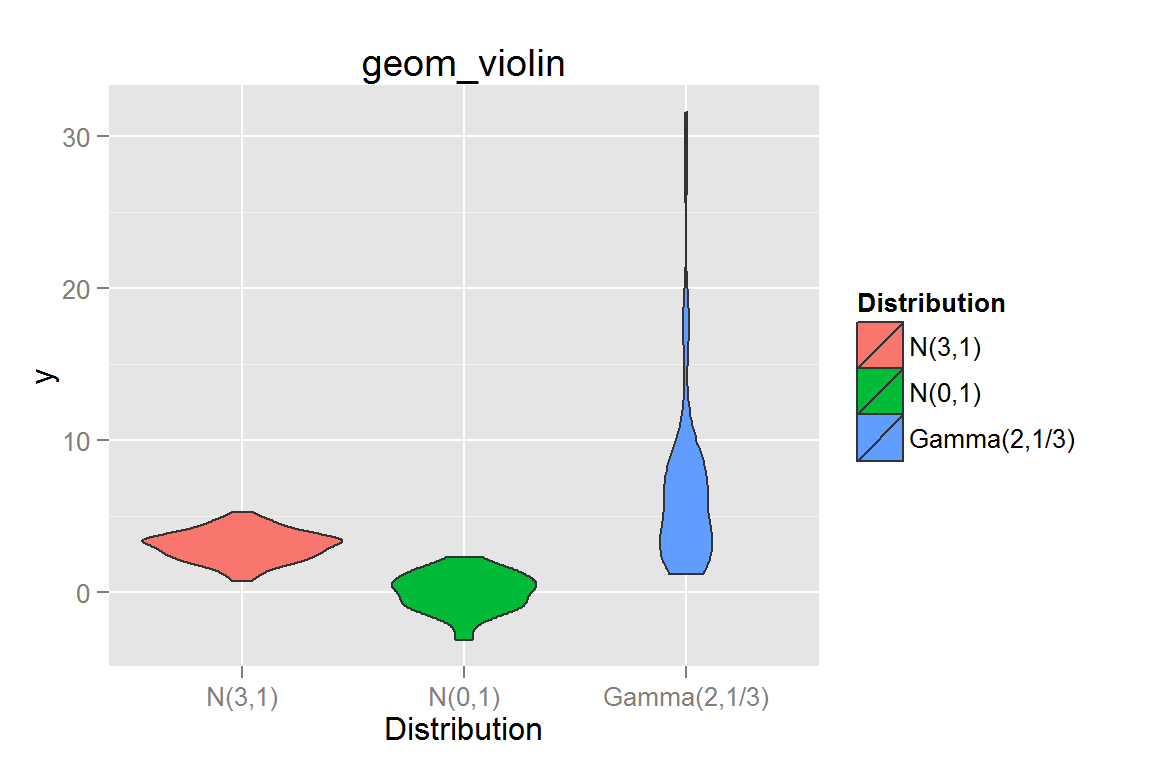 geom_violin
30
20
10
0
y
N(3,1)
N(0,1)
Gamma(2,1/3)
Distribution
Distribution
N(3,1)
N(0,1)
Gamma(2,1/3)